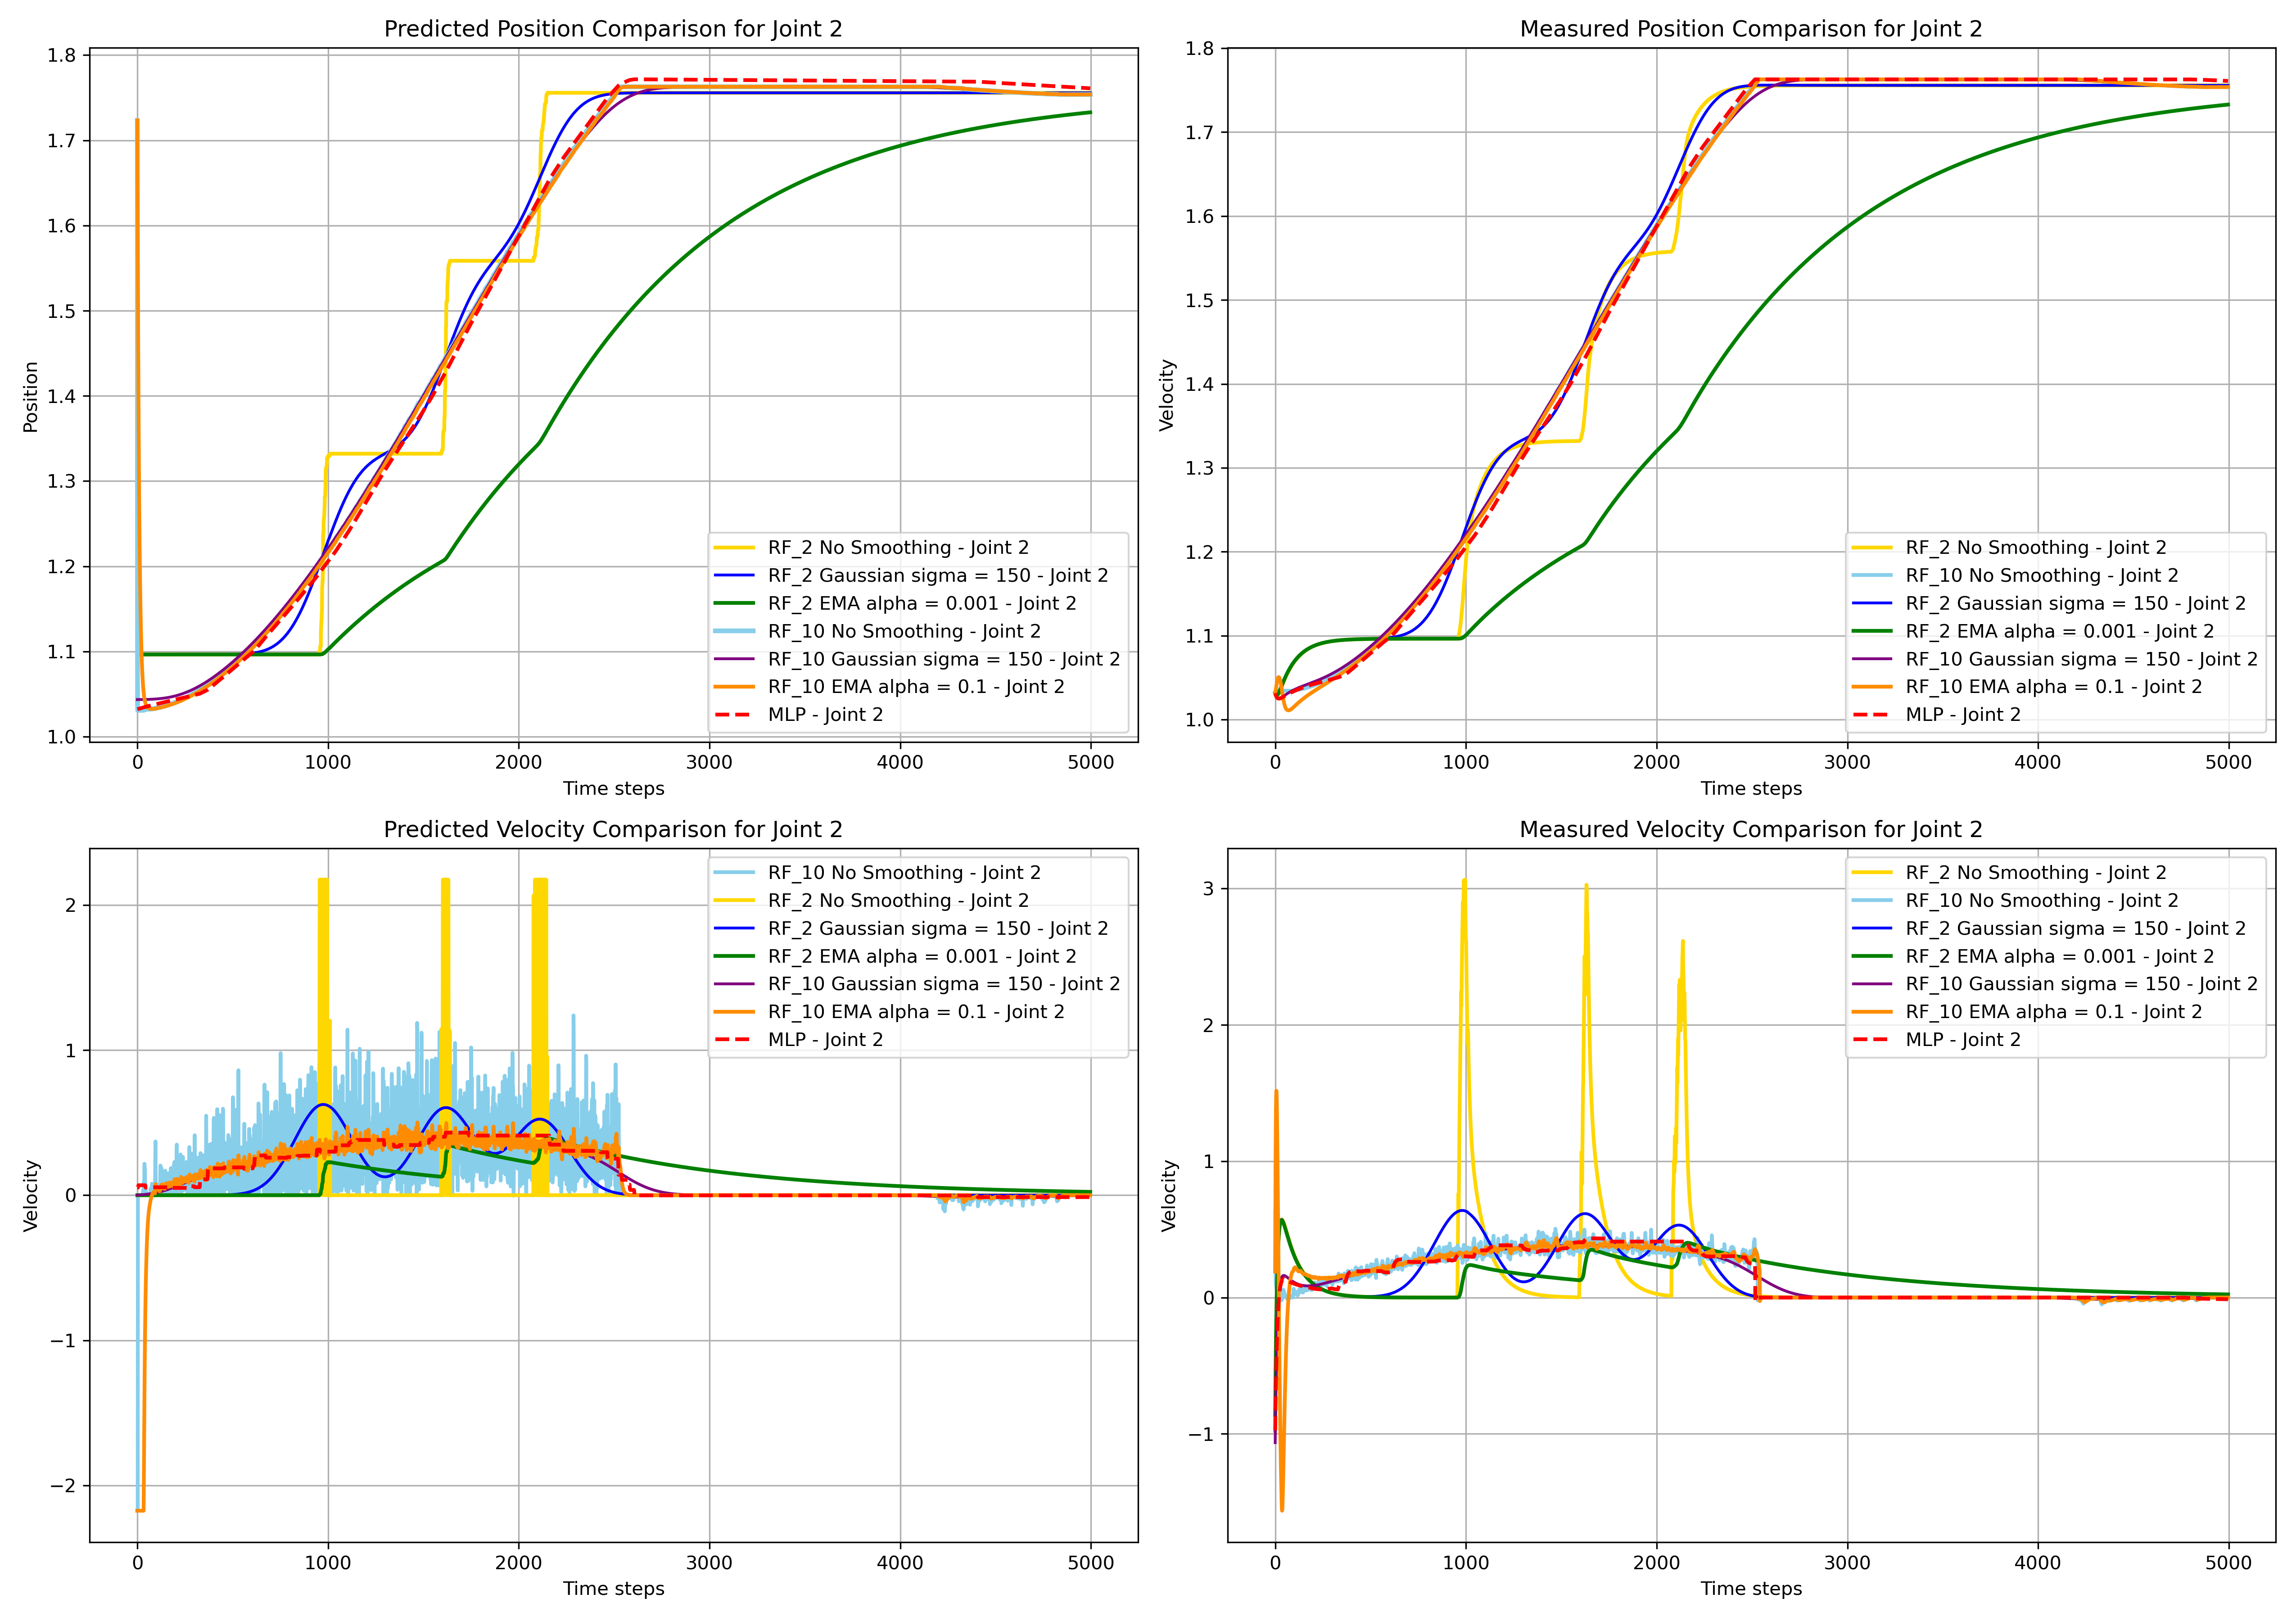 Predicted Position Comparison for Joint 2
Position
1.8
1.7
1.6
1.5
1.4
1.3
1.2
1.1
1.0
RF_2 No Smoothing - Joint 2
RF_2 Gaussian sigma = 150 - Joint 2
RF_2 EMA alpha = 0.001 - Joint 2
RF_10 No Smoothing - Joint 2
RF_10 Gaussian sigma = 150 - Joint 2
RF_10 EMA alpha = 0.1 - Joint 2
MLP - Joint 2
0 1000 2000 3000 4000 5000
Time steps
Measured Position Comparison for Joint 2
Velocity
1.8
1.7
1.6
1.5
1.4
1.3
1.2
1.1
1.0
RF_2 No Smoothing - Joint 2
RF_10 No Smoothing - Joint 2
RF_2 Gaussian sigma = 150 - Joint 2
RF_2 EMA alpha = 0.001 - Joint 2
RF_10 Gaussian sigma = 150 - Joint 2
RF_10 EMA alpha = 0.1 - Joint 2
MLP - Joint 2
0 1000 2000 3000 4000 5000
Time steps
Predicted Velocity Comparison for Joint 2
Velocity
2
1
0
−1
−2
RF_10 No Smoothing - Joint 2
RF_2 No Smoothing - Joint 2
RF_2 Gaussian sigma = 150 - Joint 2
RF_2 EMA alpha = 0.001 - Joint 2
RF_10 Gaussian sigma = 150 - Joint 2
RF_10 EMA alpha = 0.1 - Joint 2
MLP - Joint 2
0 1000 2000 3000 4000 5000
Time steps
Measured Velocity Comparison for Joint 2
Velocity
3
2
1
0
−1
RF_2 No Smoothing - Joint 2
RF_10 No Smoothing - Joint 2
RF_2 Gaussian sigma = 150 - Joint 2
RF_2 EMA alpha = 0.001 - Joint 2
RF_10 Gaussian sigma = 150 - Joint 2
RF_10 EMA alpha = 0.1 - Joint 2
MLP - Joint 2
0 1000 2000 3000 4000 5000
Time steps